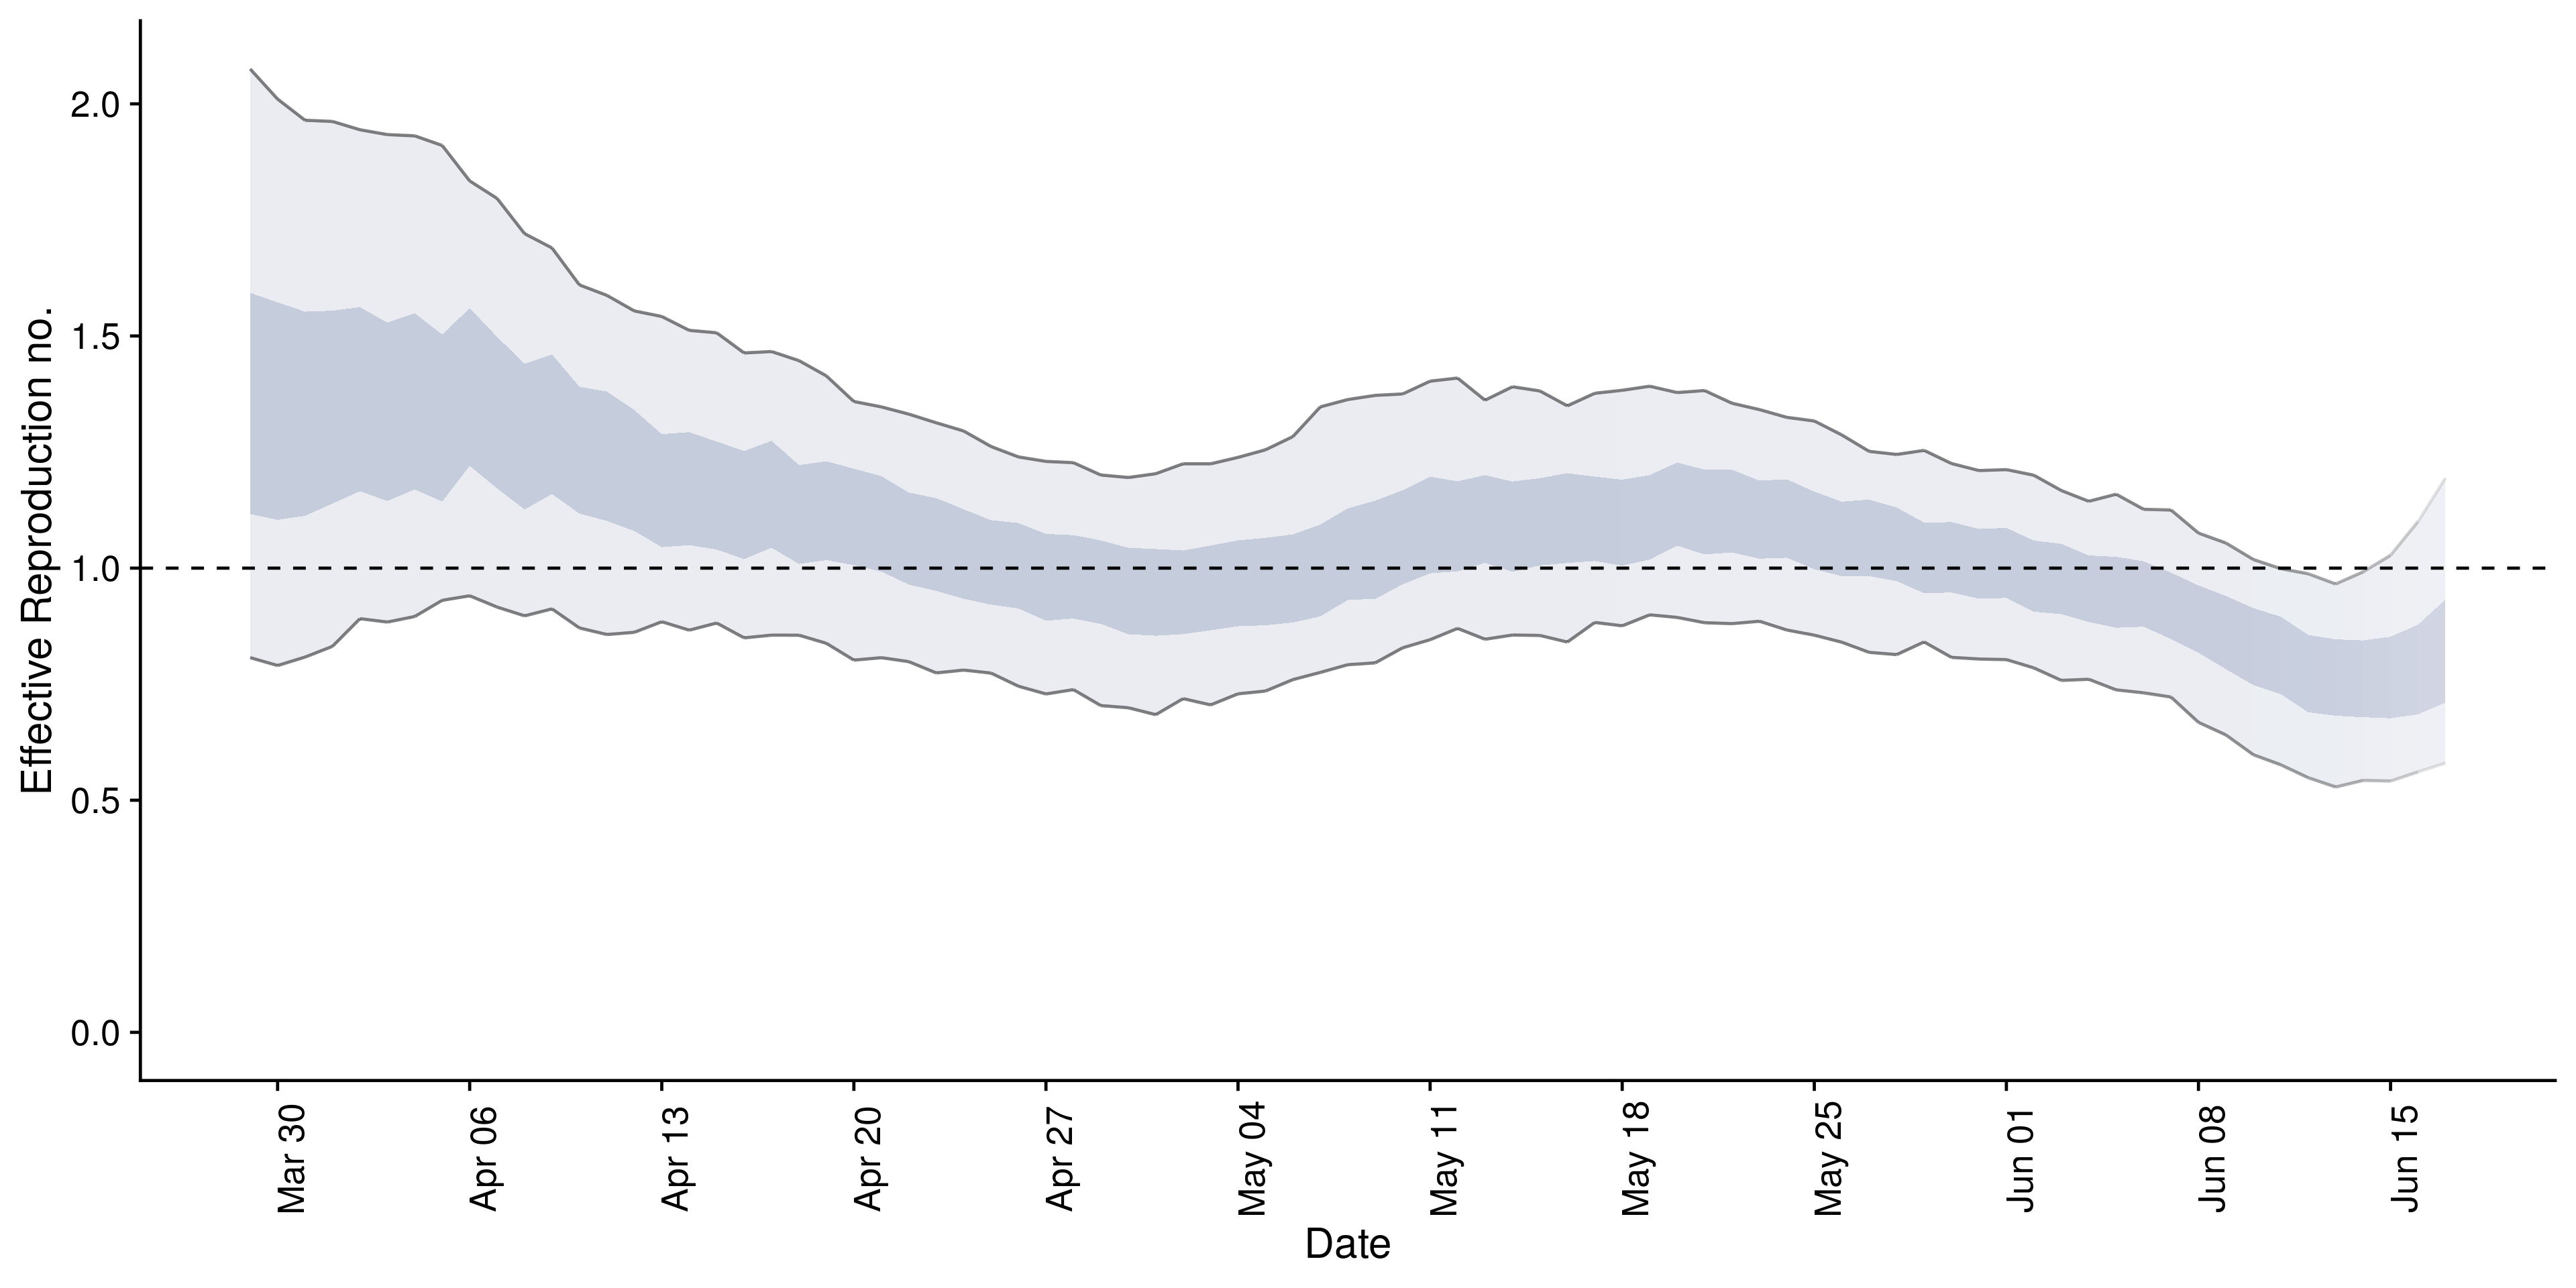 Effective Reproduction no.
2.0
1.5
1.0
0.5
0.0
Mar 30
Apr 06
Apr 13
Apr 20
Apr 27
May 04
May 11
May 18
May 25
Jun 01
Jun 08
Jun 15
Date